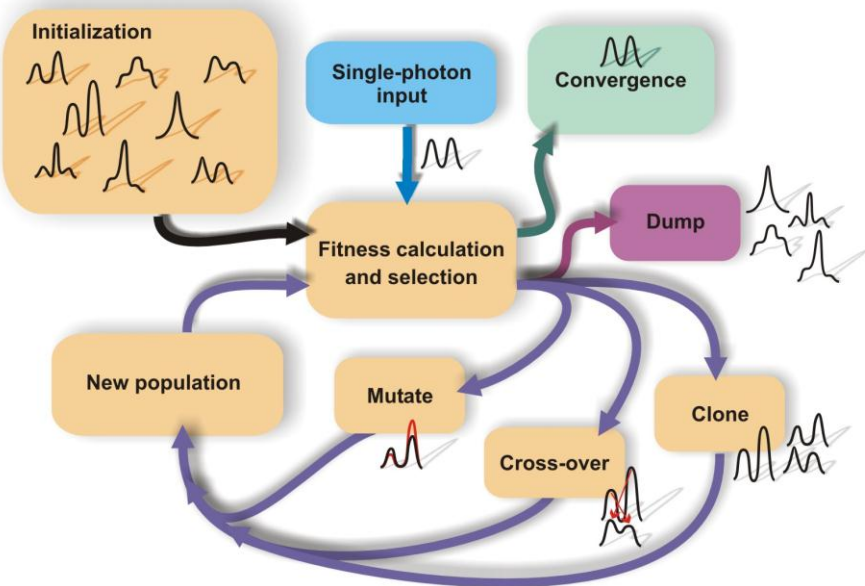 Initialization
Single-photon
input
Convergence
Fitness calculation
and selection
Dump
New population
Mutate
Clone
Cross-over